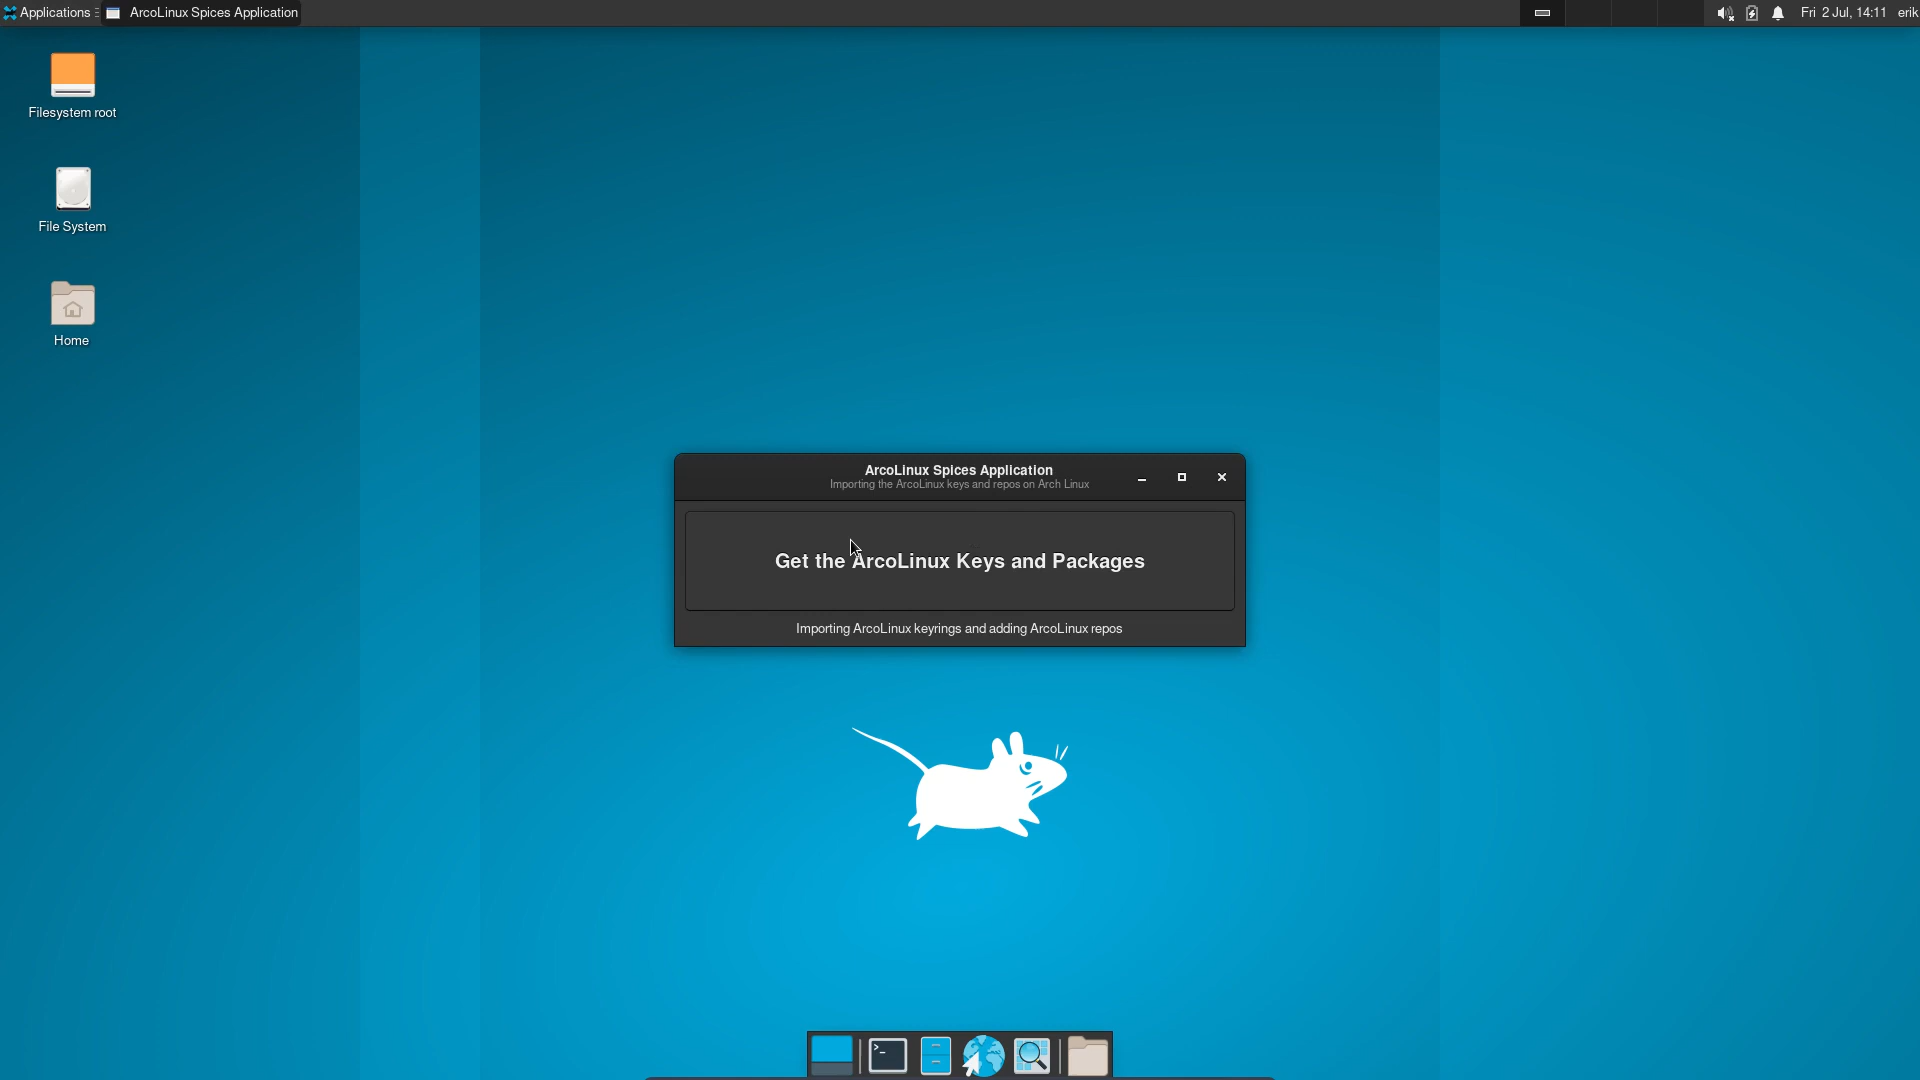 Applications
ArcoLinux Spices Application
Fri 2 Jul, 14:11
erik
Filesystem root
File System
Home
ArcoLinux Spices Application
Importing the ArcoLinux keys and repos on Arch Linux
Get the ArcoLinux Keys and Packages
Importing ArcoLinux keyrings and adding ArcoLinux repos